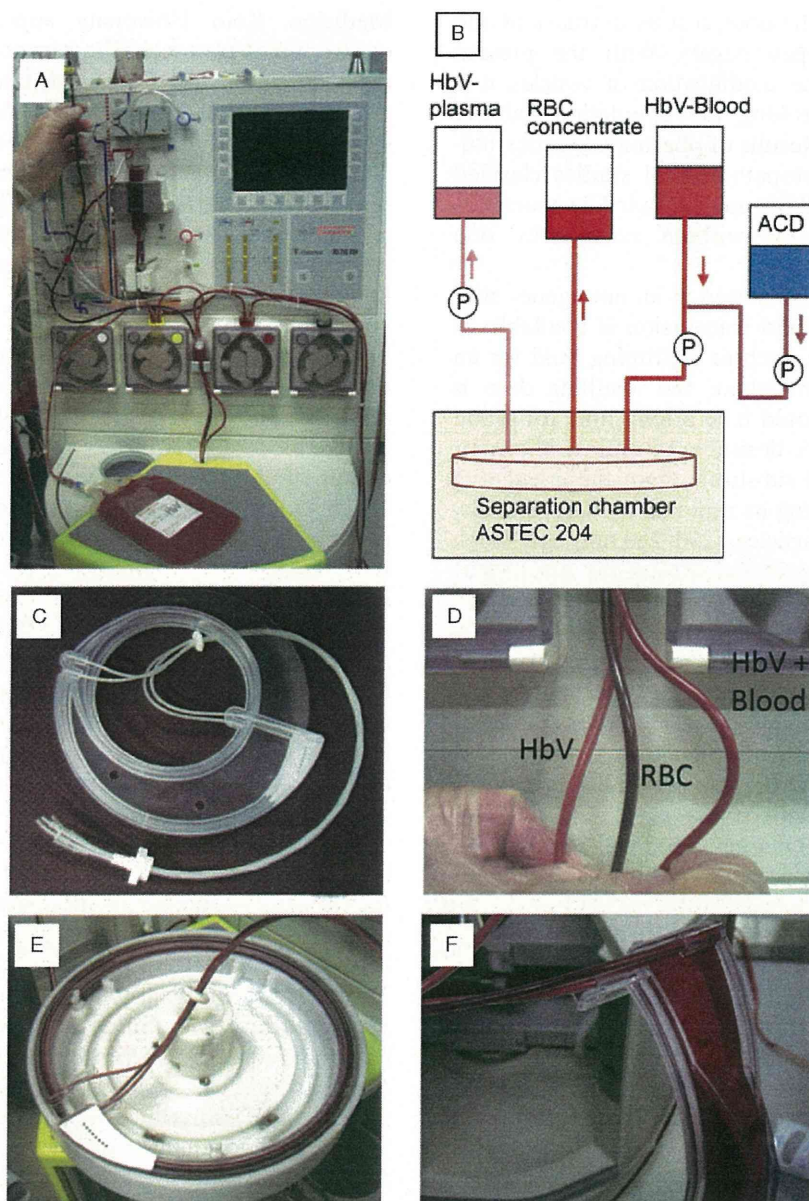 A
B
HbV-
plasma
RBC
concentrate
HbV-Blood
ACD
P
P
P
Separation chamber
ASTEC 204
C
D
HbV
RBC
HbV +
Blood
E
F